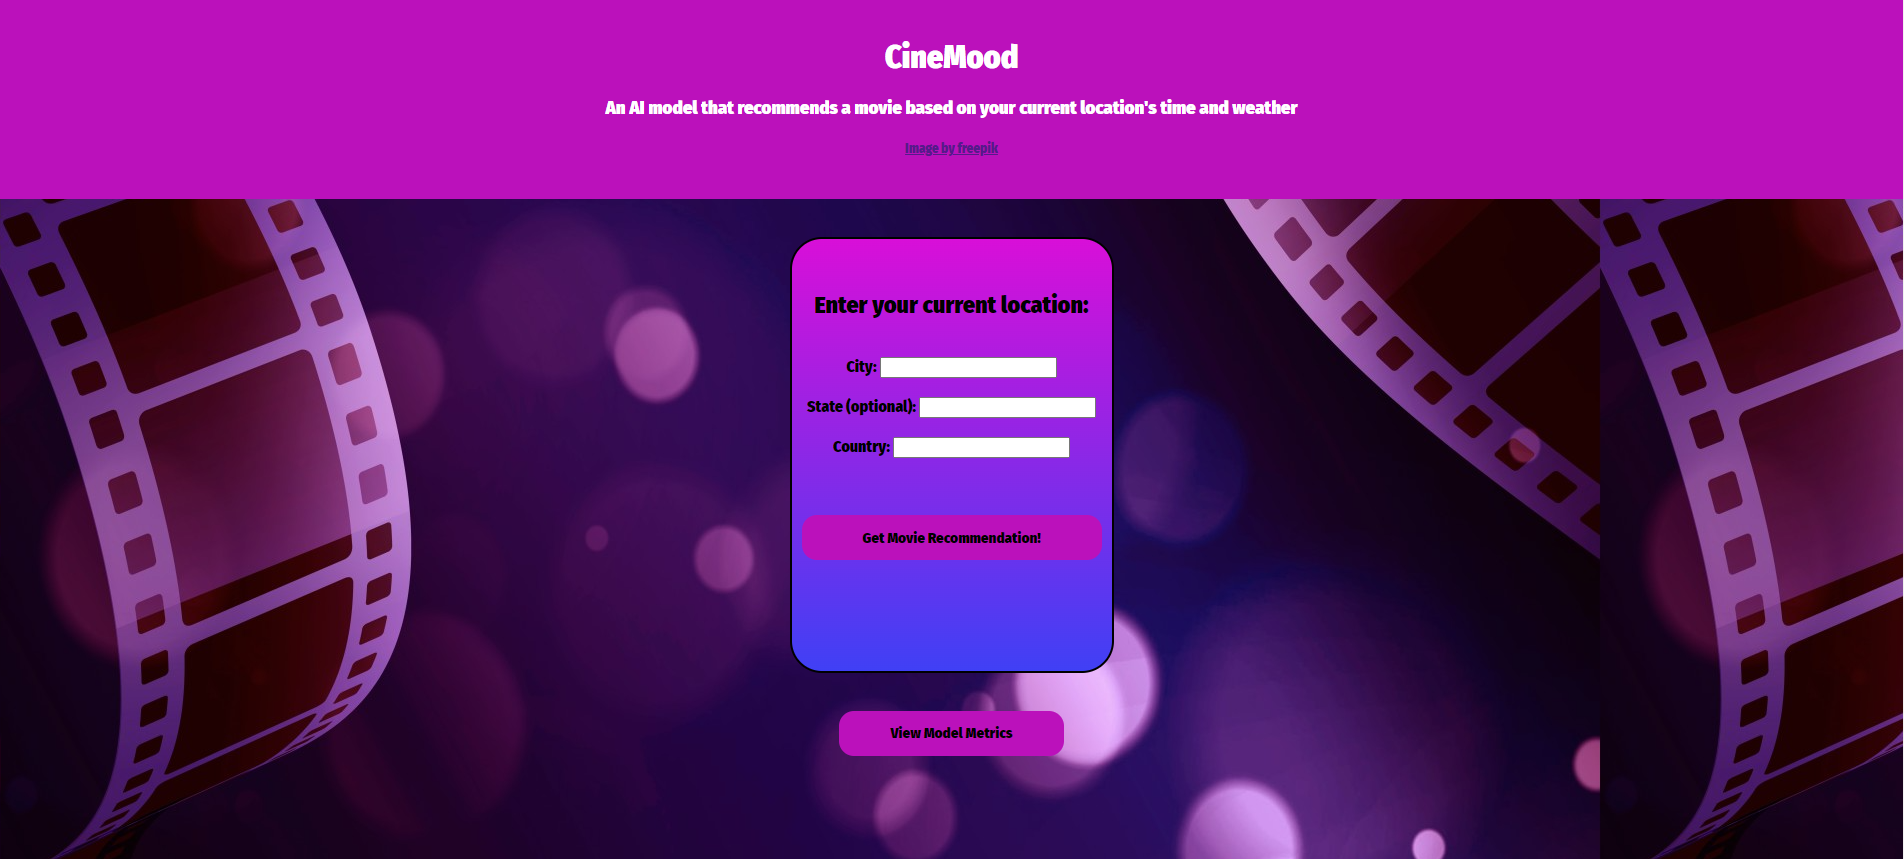 CineMood
An AI model that recommends a movie based on your current location's time and weather
Image by freepik
Enter your current location:
City:
State (optional):
Country:
Get Movie Recommendation!
View Model Metrics